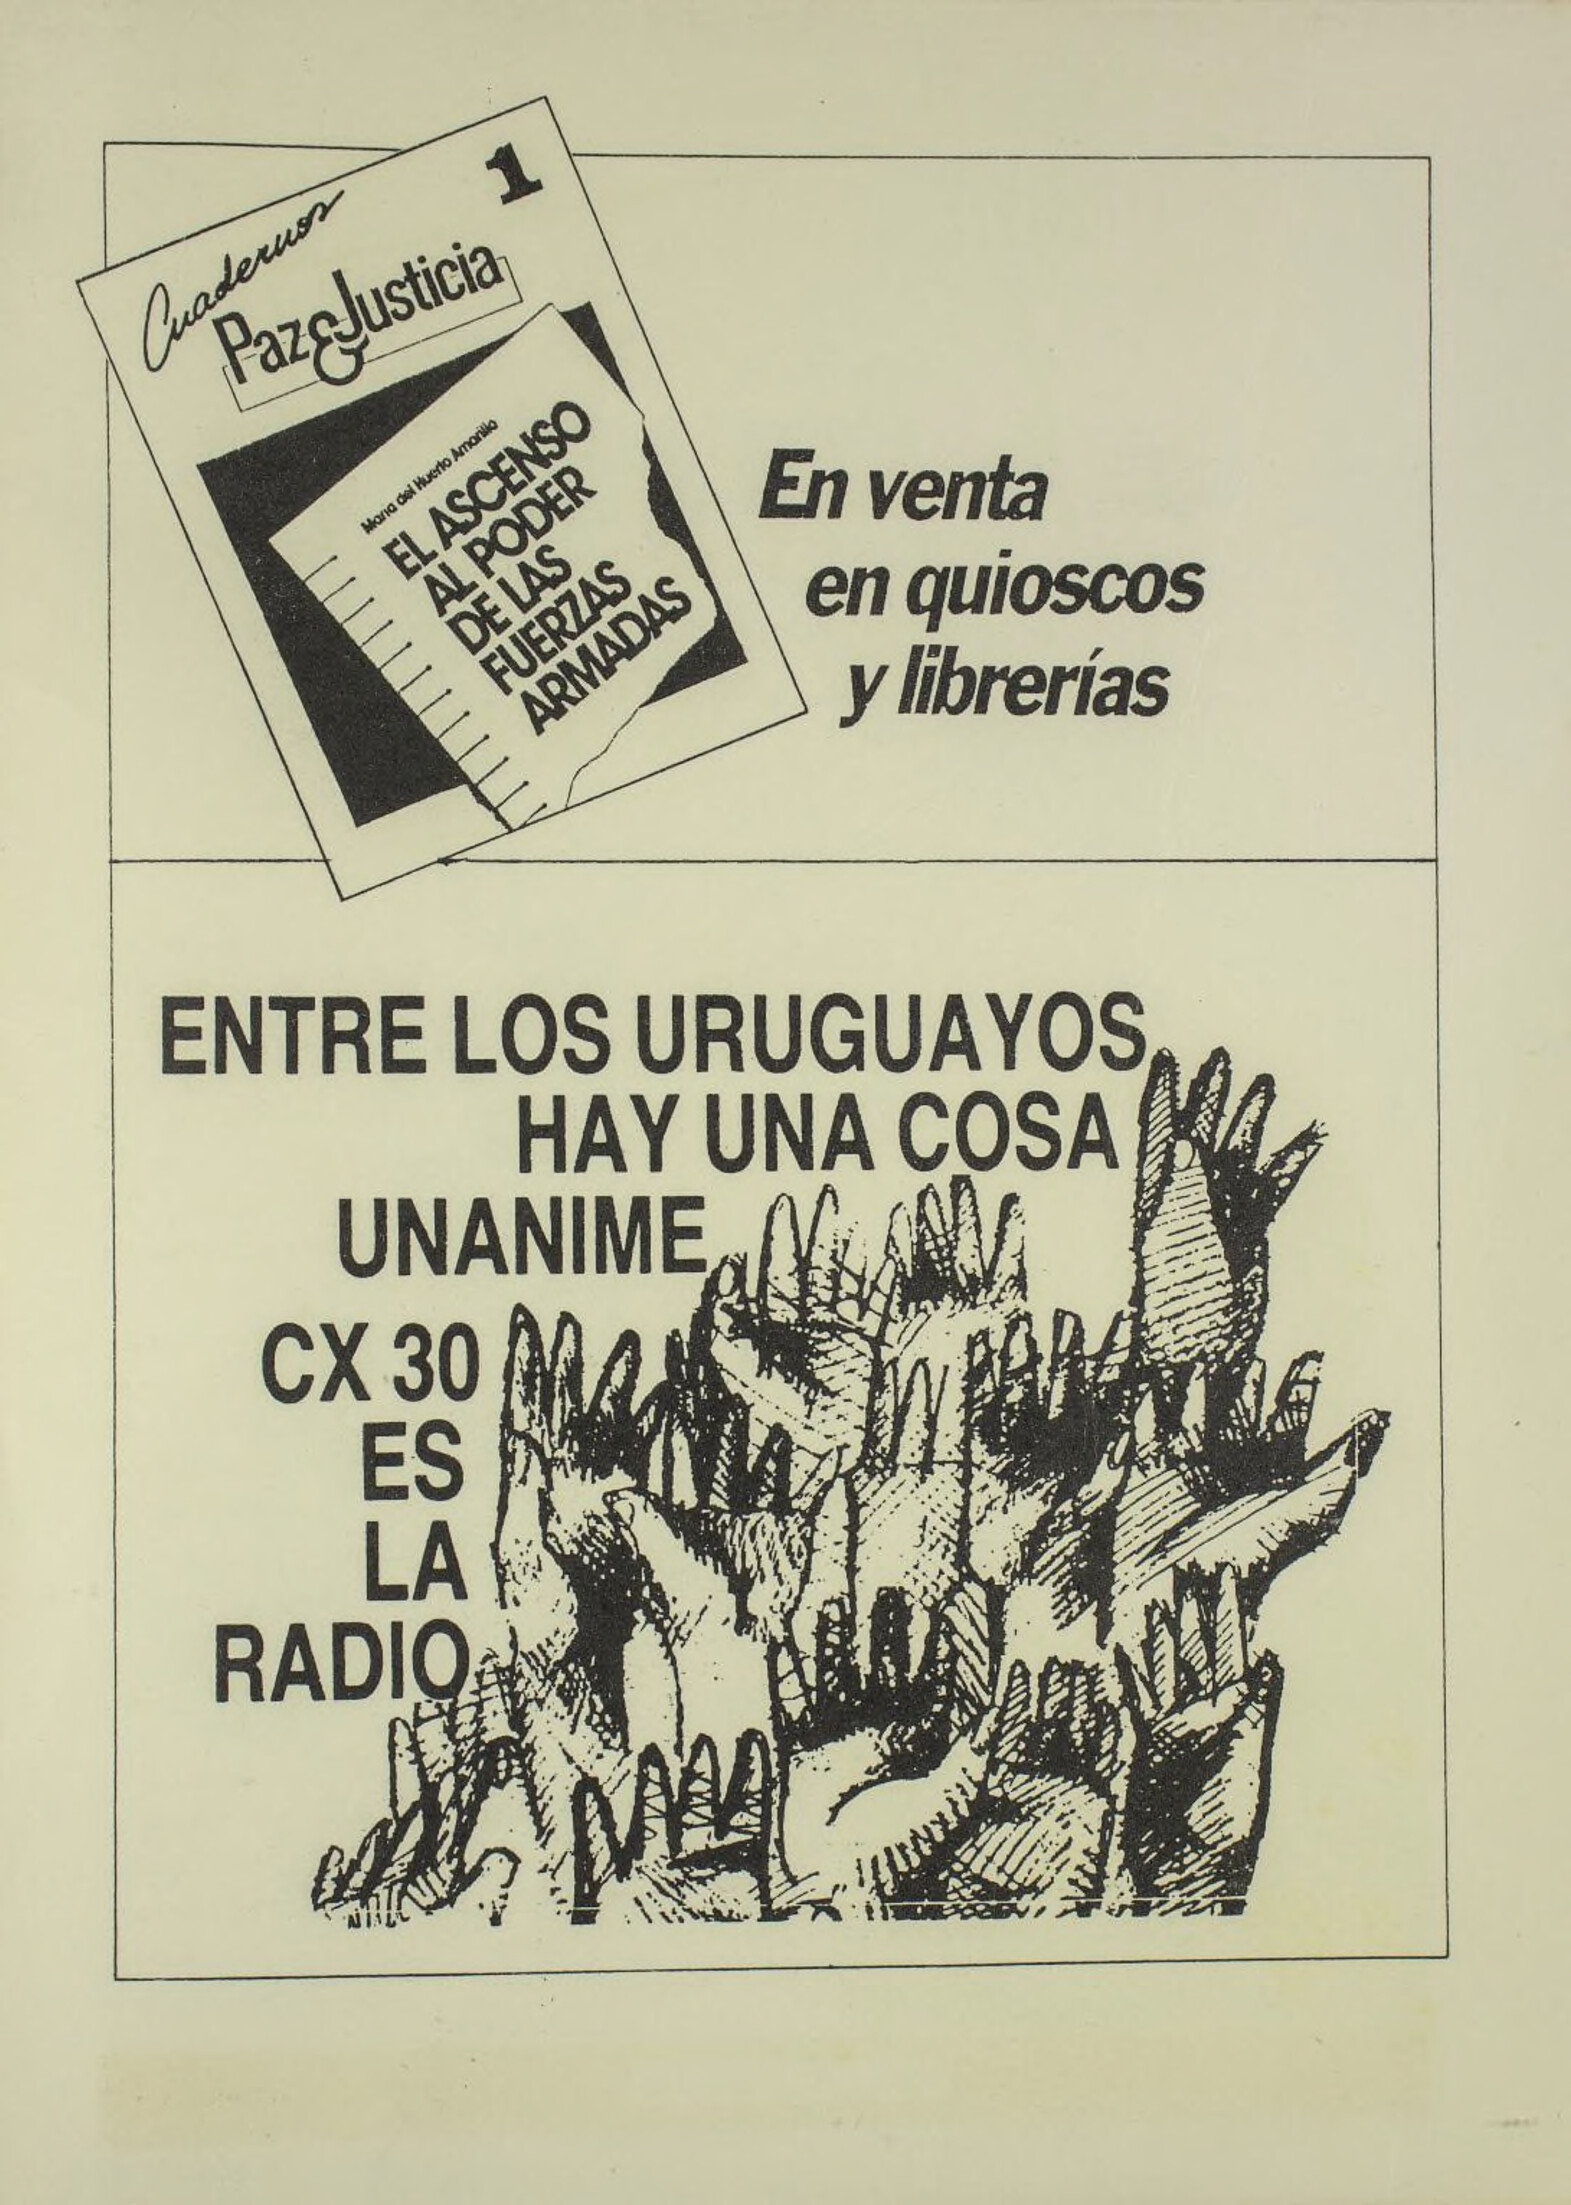 1
Cuadernos
Paz & Justicia
María del Huerto Amarillo
EL ASCENSO
AL PODER
DE LAS
FUERZAS
ARMADAS
En venta
en quioscos
y librerías
ENTRE LOS URUGUAYOS
HAY UNA COSA
UNANIME
CX 30
ES
LA
RADIO